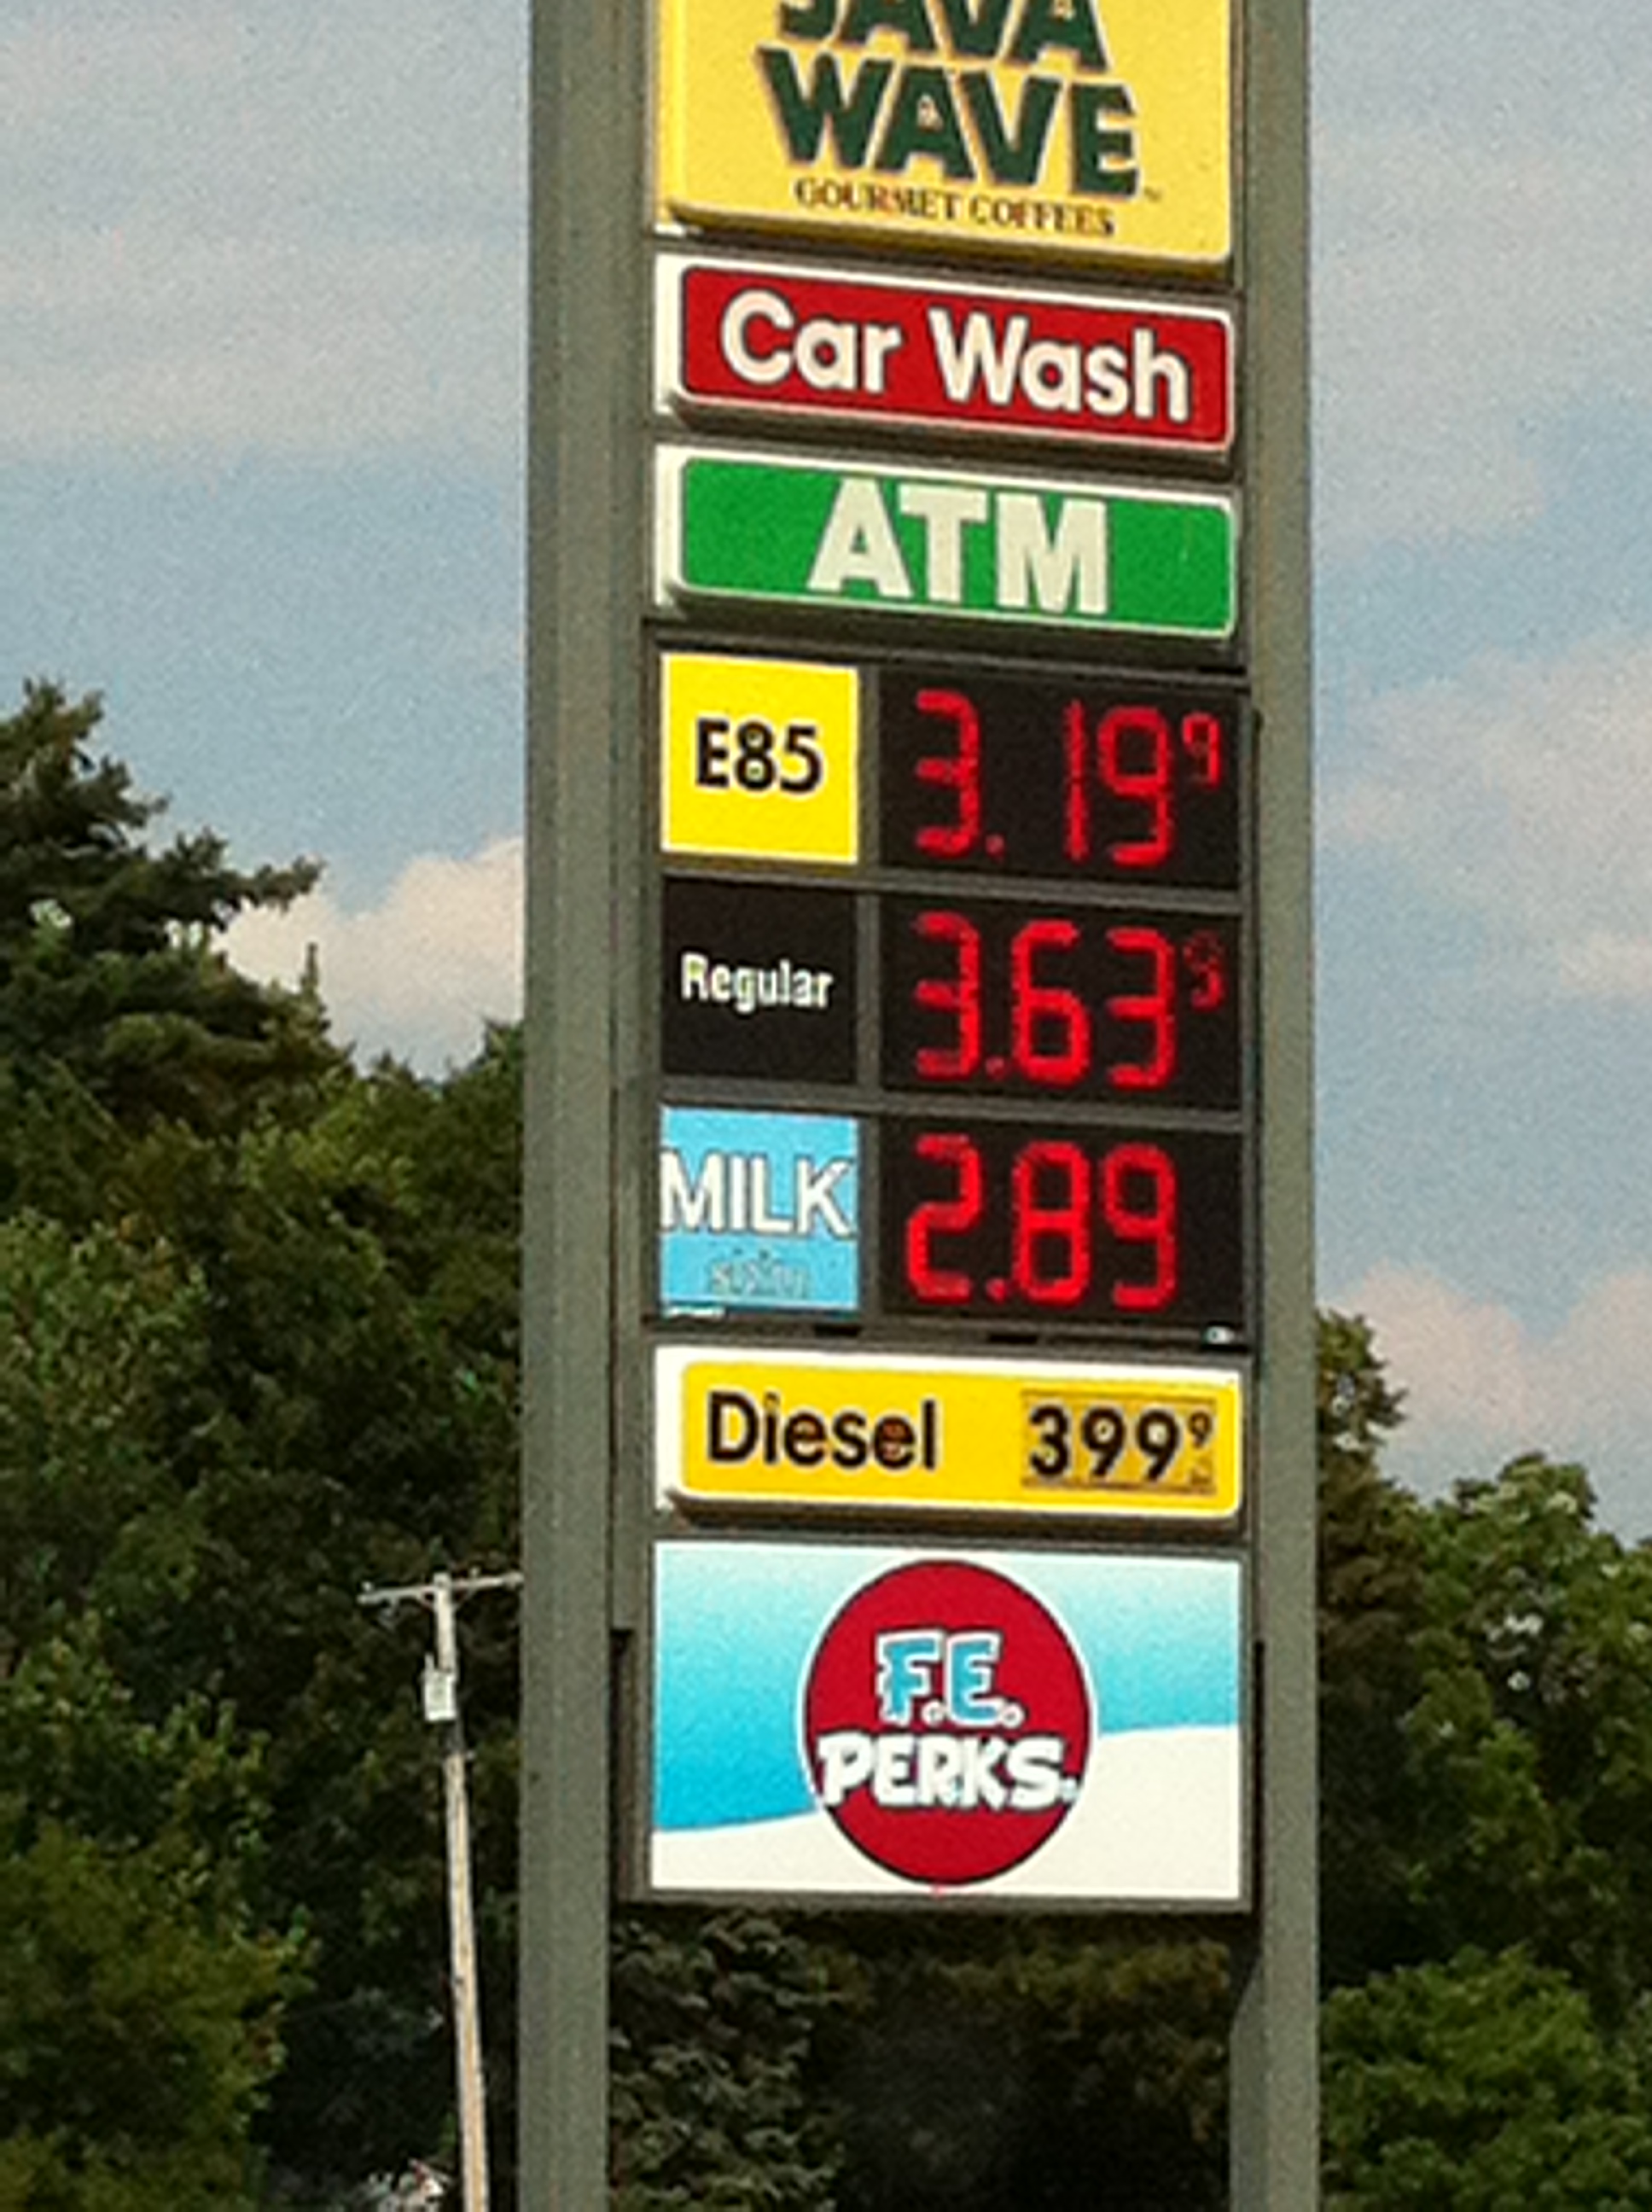 JAVA
WAVE
GOURMET COFFEES
Car Wash
ATM
E85 3.19 9
Regular 3.63 9
MILK 2.89
Diesel 399 9
F.E.
PERKS.